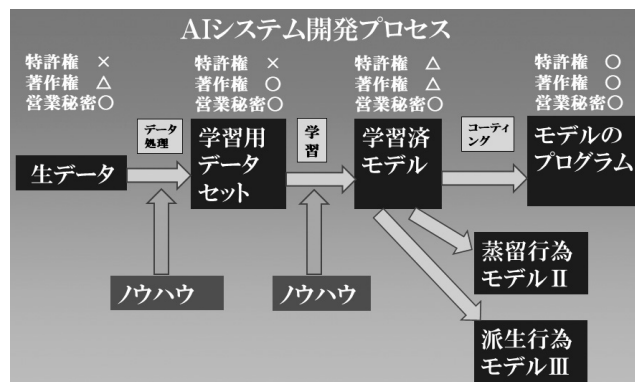 AIシステム開発プロセス
特許権 ×
著作権 △
営業秘密〇
特許権 ×
著作権 〇
営業秘密〇
特許権 △
著作権 △
営業秘密〇
特許権 〇
著作権 〇
営業秘密〇
生データ
データ
処理
学習用
データ
セット
学
習
学習済
モデル
コーティ
ング
モデルの
プログラム
ノウハウ
ノウハウ
蒸留行為
モデルⅡ
派生行為
モデルⅢ